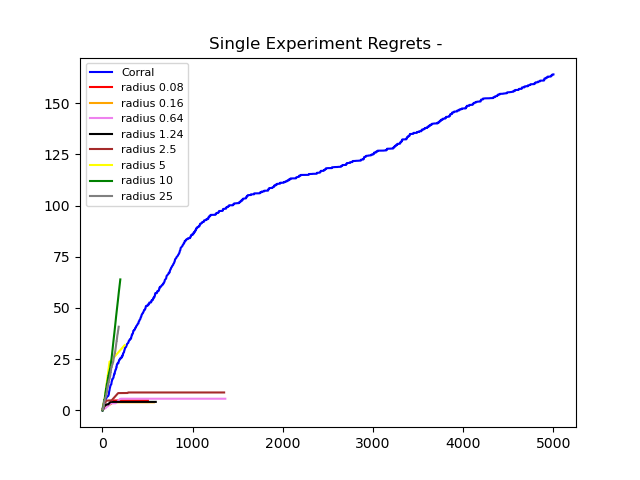 Single Experiment Regrets -
Corral
radius 0.08
radius 0.16
radius 0.64
radius 1.24
radius 2.5
radius 5
radius 10
radius 25
150
125
100
75
50
25
0
0 1000 2000 3000 4000 5000